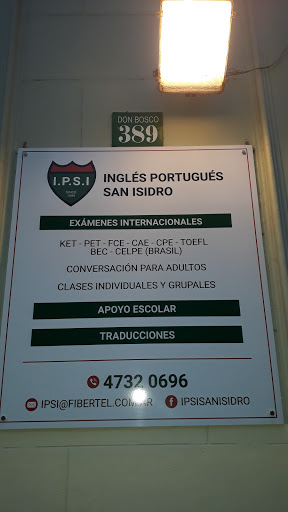 DON BOSCO
389
I.P.S.I
INGLÉS PORTUGUÉS
SAN ISIDRO
EXÁMENES INTERNACIONALES
KET - PET - FCE - CAE - CPE - TOEFL
BEC - CELPE (BRASIL)
CONVERSACIÓN PARA ADULTOS
CLASES INDIVIDUALES Y GRUPALES
APOYO ESCOLAR
TRADUCCIONES
4732 0696
IPSI@FIBERTEL.COM.AR
IPSISANISIDRO